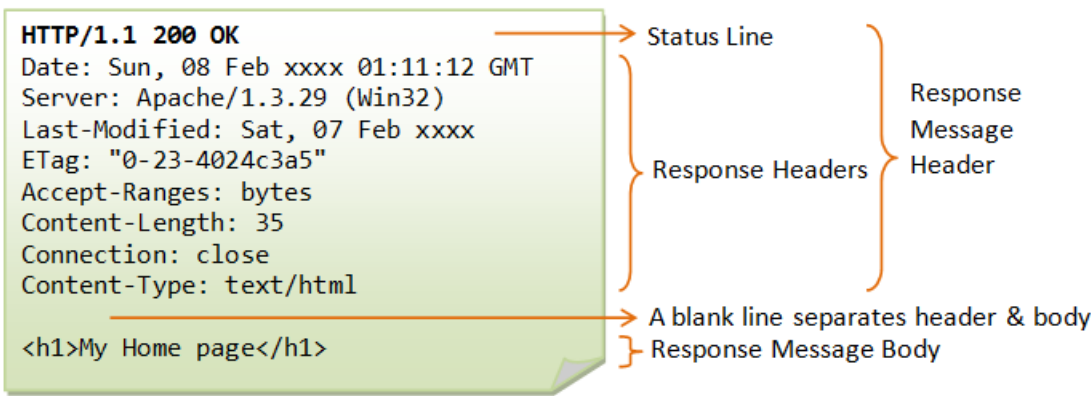 HTTP/1.1 200 OK
Date: Sun, 08 Feb xxxx 01:11:12 GMT
Server: Apache/1.3.29 (Win32)
Last-Modified: Sat, 07 Feb xxxx
ETag: "0-23-4024c3a5"
Accept-Ranges: bytes
Content-Length: 35
Connection: close
Content-Type: text/html
<h1>My Home page</h1>
Status Line
Response Headers
A blank line separates header & body
Response Message Body
Response
Message
Header